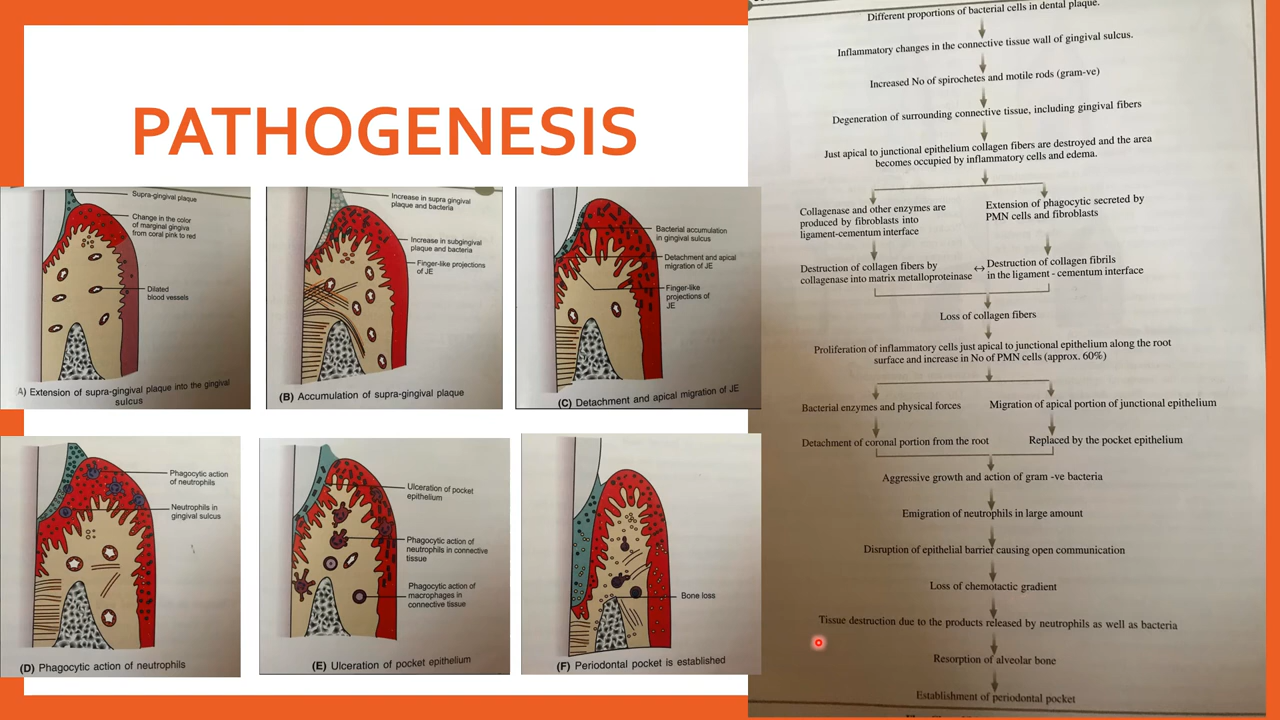 PATHOGENESIS
Supra-gingival plaque
Change in the color
of marginal gingiva
from coral pink to red
Dilated
blood vessels
A) Extension of supra-gingival plaque into the gingival
sulcus
Increase in supra gingival
plaque and bacteria
Increase in subgingival
plaque and bacteria
Finger-like projections
of JE
(B) Accumulation of supra-gingival plaque
Bacterial accumulation
in gingival sulcus
Detachment and apical
migration of JE
Finger-like
projections of
JE
(C) Detachment and apical migration of JE
Phagocytic action
of neutrophils
Neutrophils in
gingival sulcus
(D) Phagocytic action of neutrophils
Ulceration of pocket
epithelium
Phagocytic action of
neutrophils in connective
tissue
Phagocytic action of
macrophages in
connective tissue
(E) Ulceration of pocket epithelium
Bone loss
(F) Periodontal pocket is established
Different proportions of bacterial cells in dental plaque.
Inflammatory changes in the connective tissue wall of gingival sulcus.
Increased No of spirochetes and motile rods (gram-ve)
Degeneration of surrounding connective tissue, including gingival fibers
Just apical to junctional epithelium collagen fibers are destroyed and the area
becomes occupied by inflammatory cells and edema.
Collagenase and other enzymes are
produced by fibroblasts into
ligament-cementum interface
Extension of phagocytic secreted by
PMN cells and fibroblasts
Destruction of collagen fibers by
collagenase into matrix metalloproteinase
↔
Destruction of collagen fibrils
in the ligament - cementum interface
Loss of collagen fibers
Proliferation of inflammatory cells just apical to junctional epithelium along the root
surface and increase in No of PMN cells (approx. 60%)
Bacterial enzymes and physical forces
Migration of apical portion of junctional epithelium
Detachment of coronal portion from the root
Replaced by the pocket epithelium
Aggressive growth and action of gram -ve bacteria
Emigration of neutrophils in large amount
Disruption of epithelial barrier causing open communication
Loss of chemotactic gradient
Tissue destruction due to the products released by neutrophils as well as bacteria
Resorption of alveolar bone
Establishment of periodontal pocket